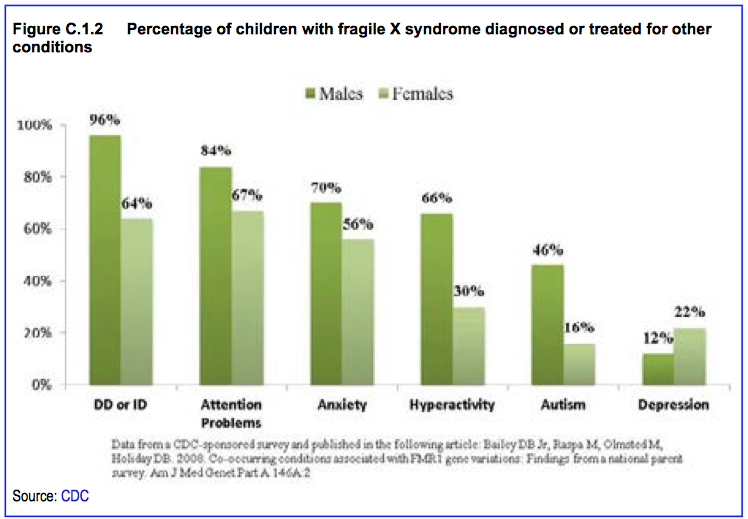 Figure C.1.2 Percentage of children with fragile X syndrome diagnosed or treated for other
conditions
Males Females
100%
80%
60%
40%
20%
0%
96%
64%
84%
67%
70%
56%
66%
30%
46%
16%
12%
22%
DD or ID
Attention
Problems
Anxiety
Hyperactivity
Autism
Depression
Data from a CDC-sponsored survey and published in the following article: Bailey DB Jr, Raspa M, Olmsted M,
Holiday DB. 2008. Co-occurring conditions associated with FMR1 gene variations: Findings from a national parent
survey. Am J Med Genet Part A 146A:2
Source: CDC